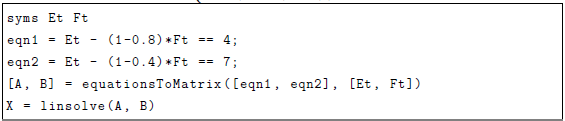 syms Et Ft
eqn1 = Et - (1-0.8)*Ft == 4;
eqn2 = Et - (1-0.4)*Ft == 7;
[A, B] = equationsToMatrix([eqn1, eqn2], [Et, Ft])
X = linsolve(A, B)